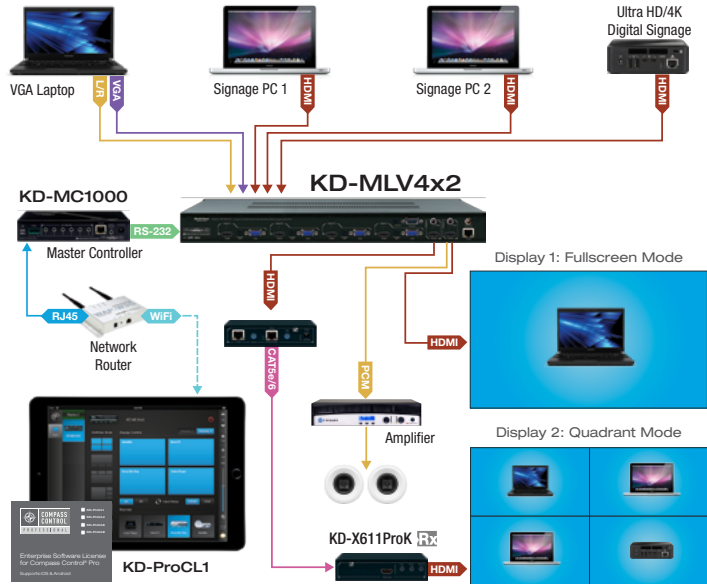 Ultra HD/4K
Digital Signage
VGA Laptop
Signage PC 1
Signage PC 2
L/R
VGA
HDMI
HDMI
HDMI
KD-MLV4x2
KD-MC1000
RS-232
Master Controller
Display 1: Fullscreen Mode
HDMI
RJ45
WiFi
Network
Router
HDMI
CAT5e/6
PCM
Amplifier
Display 2: Quadrant Mode
COMPASS
CONTROL
PROFESSIONAL
Enterprise Software License
for Compass Control® Pro
Supports iOS & Android
KD-ProCL1
KD-X611ProK Rx
HDMI